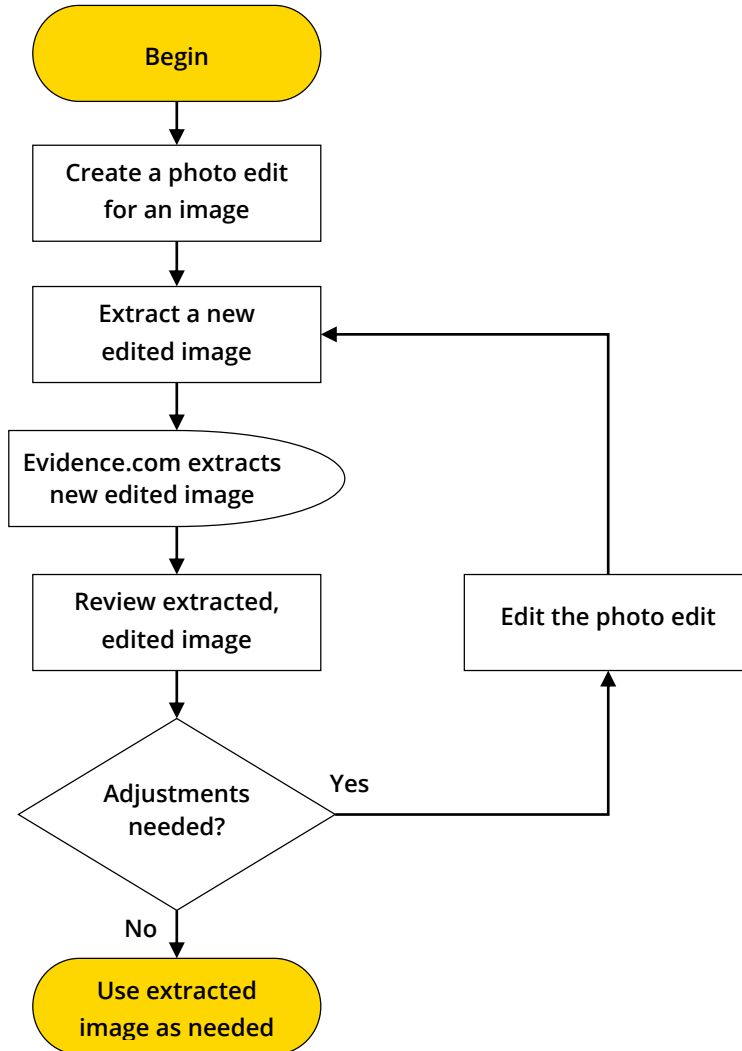 Begin
Create a photo edit
for an image
Extract a new
edited image
Evidence.com extracts
new edited image
Review extracted,
edited image
Edit the photo edit
Adjustments
needed?
Yes
No
Use extracted
image as needed